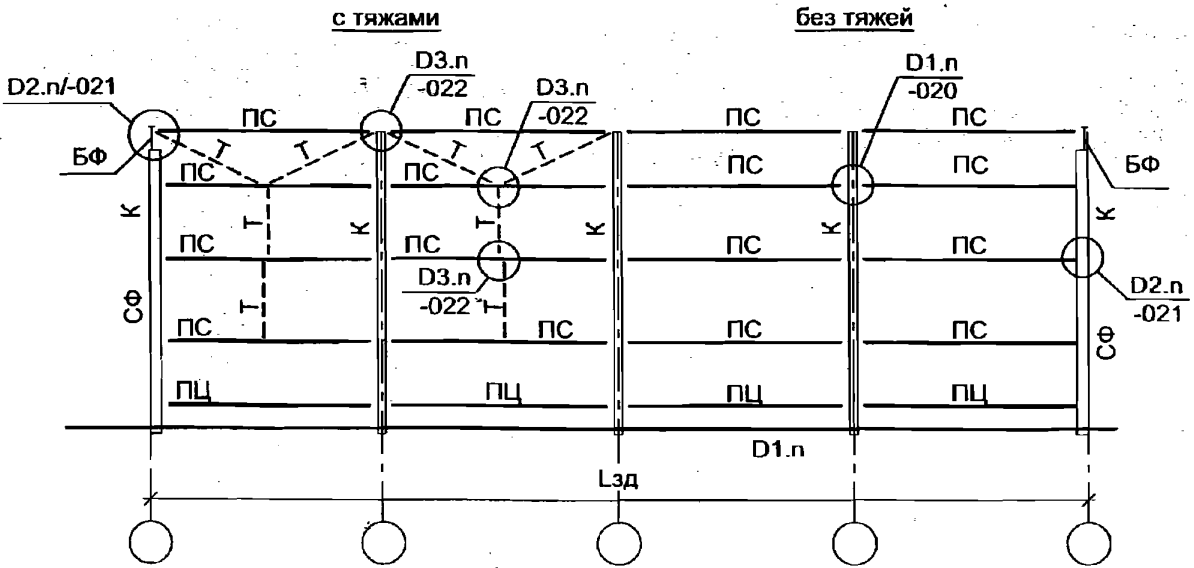 с тяжами
без тяжей
D2.n/-021
D3.n
-022
D3.n
-022
D1.n
-020
ПС
ПС
ПС
ПС
БФ
Т
Т
Т
Т
БФ
ПС
ПС
ПС
ПС
К
Т
К
Т
К
К
К
ПС
ПС
ПС
ПС
D3.n
-022
D2.n
-021
СФ
Т
Т
СФ
ПС
ПС
ПС
ПС
ПЦ
ПЦ
ПЦ
ПЦ
D1.n
Lзд